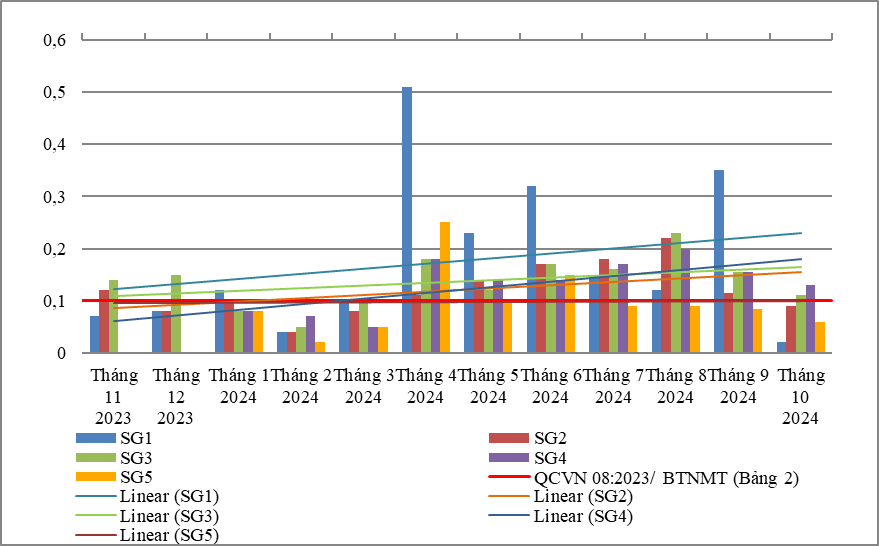 0,6
0,5
0,4
0,3
0,2
0,1
0
Tháng 11 2023
Tháng 12 2023
Tháng 1 2024
Tháng 2 2024
Tháng 3 2024
Tháng 4 2024
Tháng 5 2024
Tháng 6 2024
Tháng 7 2024
Tháng 8 2024
Tháng 9 2024
Tháng 10 2024
SG1
SG2
SG3
SG4
SG5
QCVN 08:2023/ BTNMT (Bảng 2)
Linear (SG1)
Linear (SG2)
Linear (SG3)
Linear (SG4)
Linear (SG5)